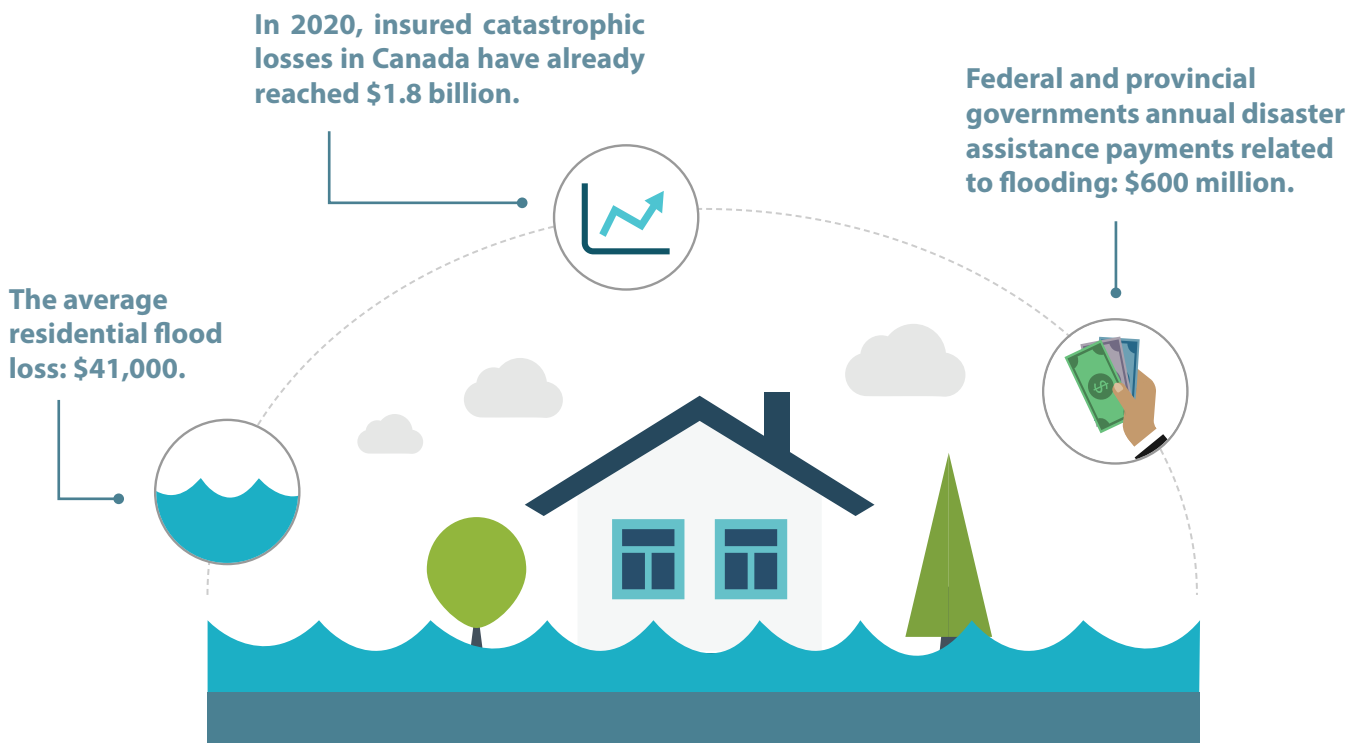 In 2020, insured catastrophic
losses in Canada have already
reached $1.8 billion.
Federal and provincial
governments annual disaster
assistance payments related
to flooding: $600 million.
The average
residential flood
loss: $41,000.
$